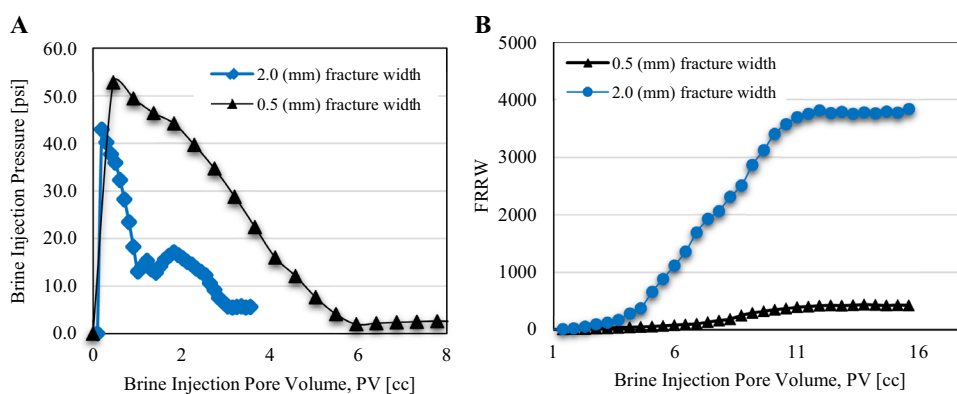 A
60.0
50.0
40.0
30.0
20.0
10.0
0.0
Brine Injection Pressure [psi]
2.0 (mm) fracture width
0.5 (mm) fracture width
0 2 4 6 8
Brine Injection Pore Volume, PV [cc]
B
5000
4000
3000
2000
1000
0
FRRW
0.5 (mm) fracture width
2.0 (mm) fracture width
1 6 11 16
Brine Injection Pore Volume, PV [cc]